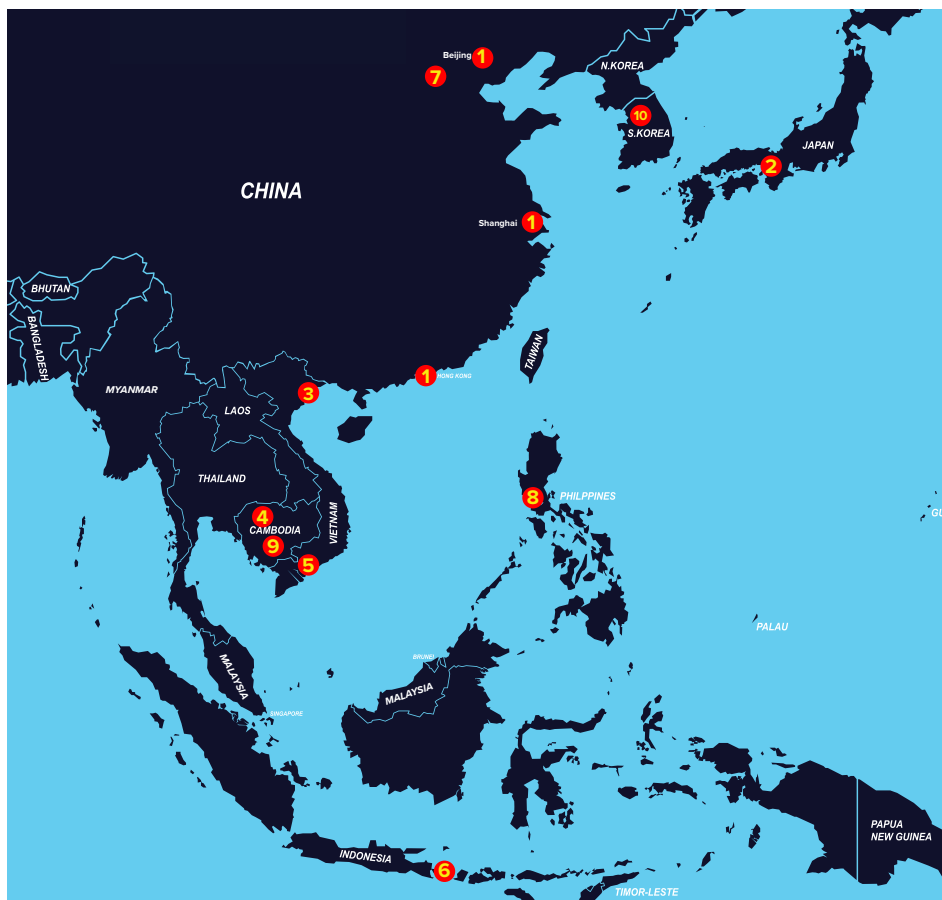 Beijing 1
7
N.KOREA
10
S.KOREA
JAPAN
2
CHINA
Shanghai 1
BHUTAN
BANGLADESH
TAIWAN
MYANMAR
1 HONG KONG
3
LAOS
THAILAND
8 PHILPPINES
4
CAMBODIA
VIETNAM
9
5
GU
PALAU
BRUNEI
MALAYSIA
MALAYSIA
SINGAPORE
PAPUA
NEW GUINEA
INDONESIA
6
TIMOR-LESTE